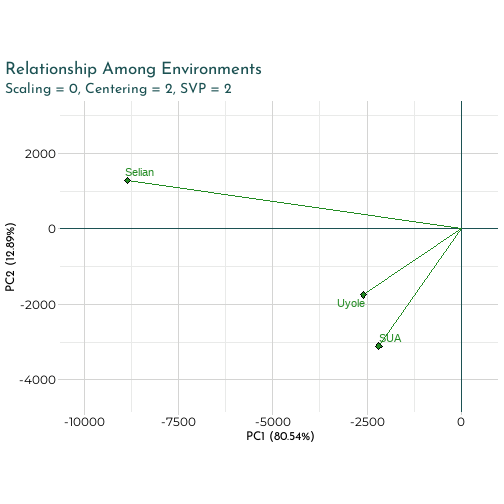 Relationship Among Environments
Scaling = 0, Centering = 2, SVP = 2
Selian
2000
0
PC2 (12.89%)
-2000
Uyole
SUA
-4000
-10000 -7500 -5000 -2500 0
PC1 (80.54%)